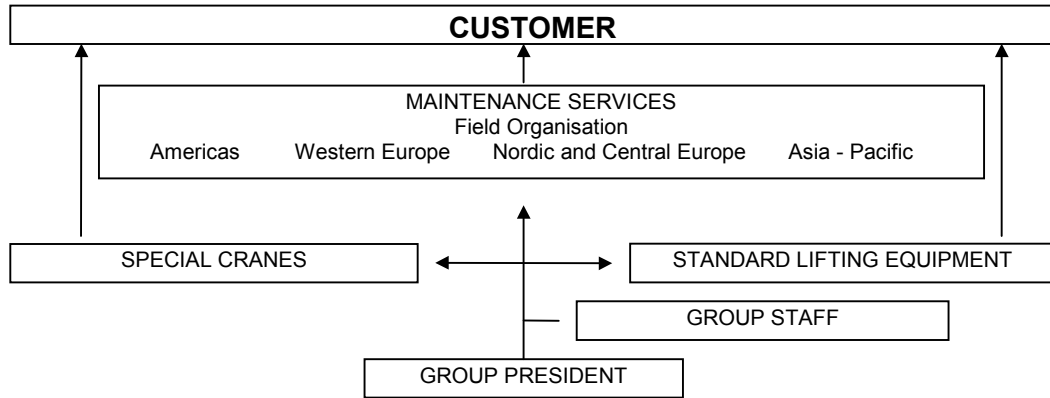 CUSTOMER
MAINTENANCE SERVICES
Field Organisation
Americas Western Europe Nordic and Central Europe Asia - Pacific
SPECIAL CRANES
STANDARD LIFTING EQUIPMENT
GROUP STAFF
GROUP PRESIDENT